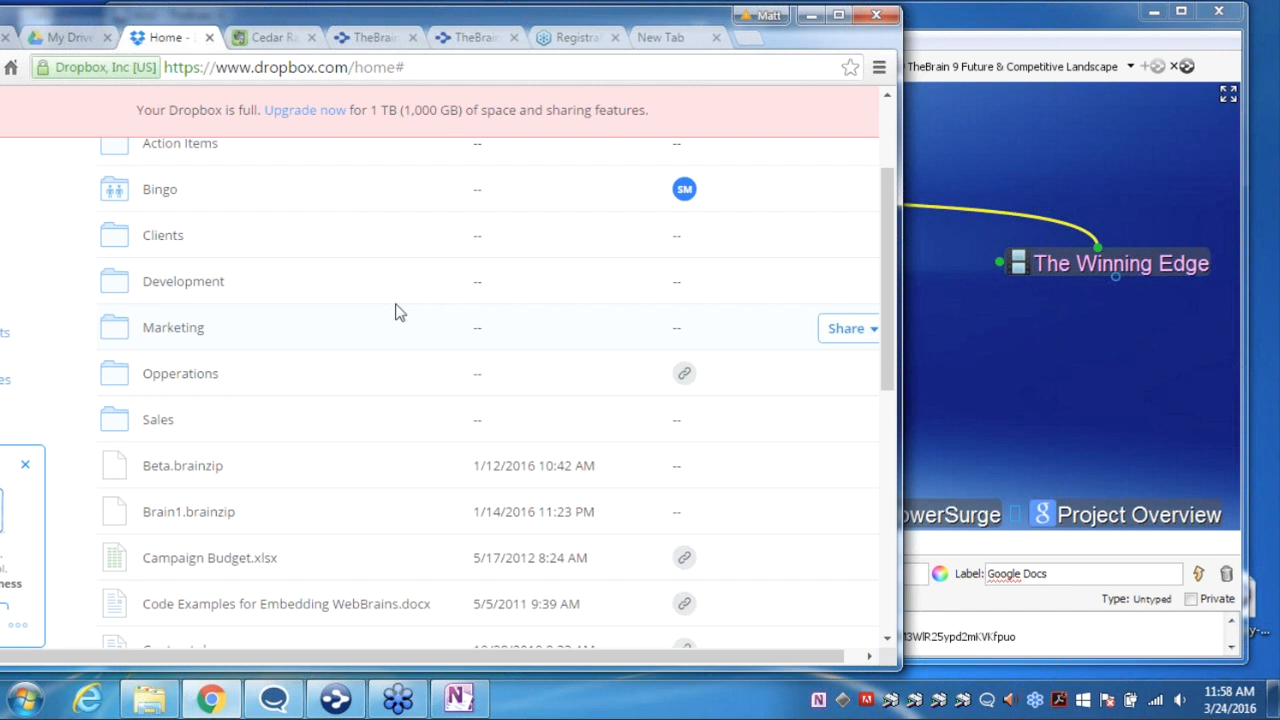 Matt
My Drive
Home -
Cedar Ra
TheBrain
TheBrain
Registra
New Tab
Dropbox, Inc [US]
https://www.dropbox.com/home#
TheBrain 9 Future & Competitive Landscape
Your Dropbox is full. Upgrade now for 1 TB (1,000 GB) of space and sharing features.
Action Items -- --
Bingo -- SM
Clients -- --
The Winning Edge
Development -- --
Marketing -- -- Share
Opperations --
Sales -- --
Beta.brainzip 1/12/2016 10:42 AM --
Brain1.brainzip 1/14/2016 11:23 PM --
owerSurge
Project Overview
Campaign Budget.xlsx 5/17/2012 8:24 AM
Label: Google Docs
ness
Type: Untyped
Private
Code Examples for Embedding WebBrains.docx 5/5/2011 9:39 AM
11:58 AM
3/24/2016